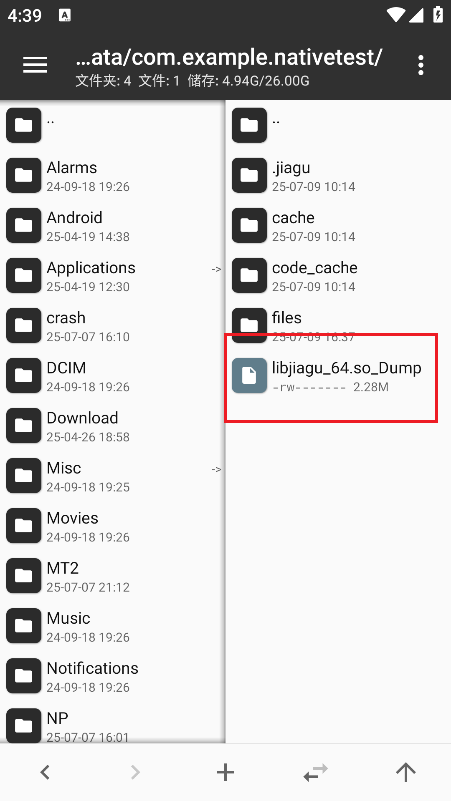 4:39
A
…ata/com.example.nativetest/
文件夹: 4 文件: 1 储存: 4.94G/26.00G
..
Alarms
24-09-18 19:26
Android
25-04-19 14:38
Applications
->
25-04-19 12:30
crash
25-07-07 16:10
DCIM
24-09-18 19:26
Download
25-04-26 18:58
Misc
->
24-09-18 19:25
Movies
24-09-18 19:26
MT2
25-07-07 21:12
Music
24-09-18 19:26
Notifications
24-09-18 19:26
NP
25-07-07 16:01
..
.jiagu
25-07-09 10:14
cache
25-07-09 10:14
code_cache
25-07-09 10:14
files
25-07-09 16:37
libjiagu_64.so_Dump
-rw------- 2.28M